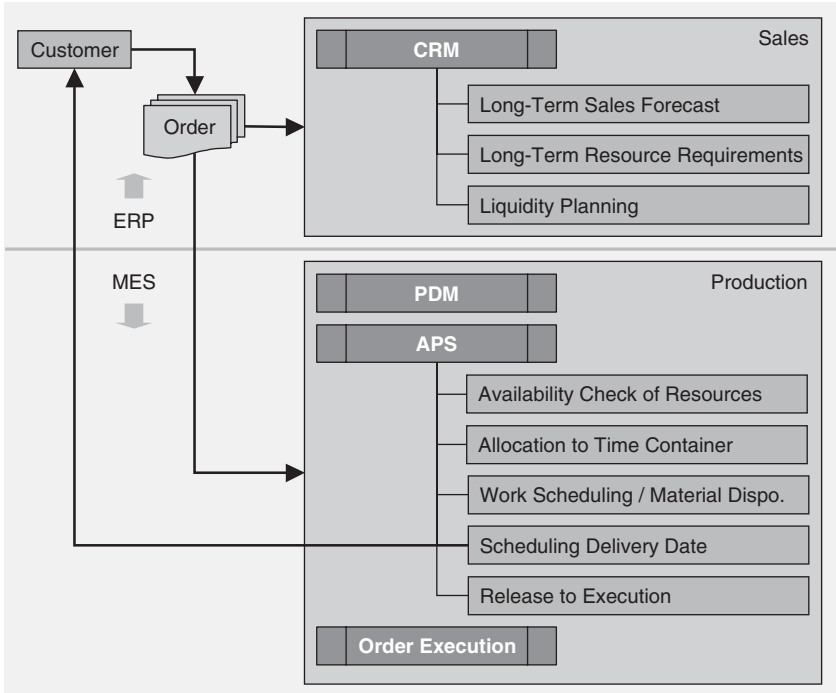 Customer
Order
ERP
Sales
CRM
Long-Term Sales Forecast
Long-Term Resource Requirements
Liquidity Planning
MES
Production
PDM
APS
Availability Check of Resources
Allocation to Time Container
Work Scheduling / Material Dispo.
Scheduling Delivery Date
Release to Execution
Order Execution